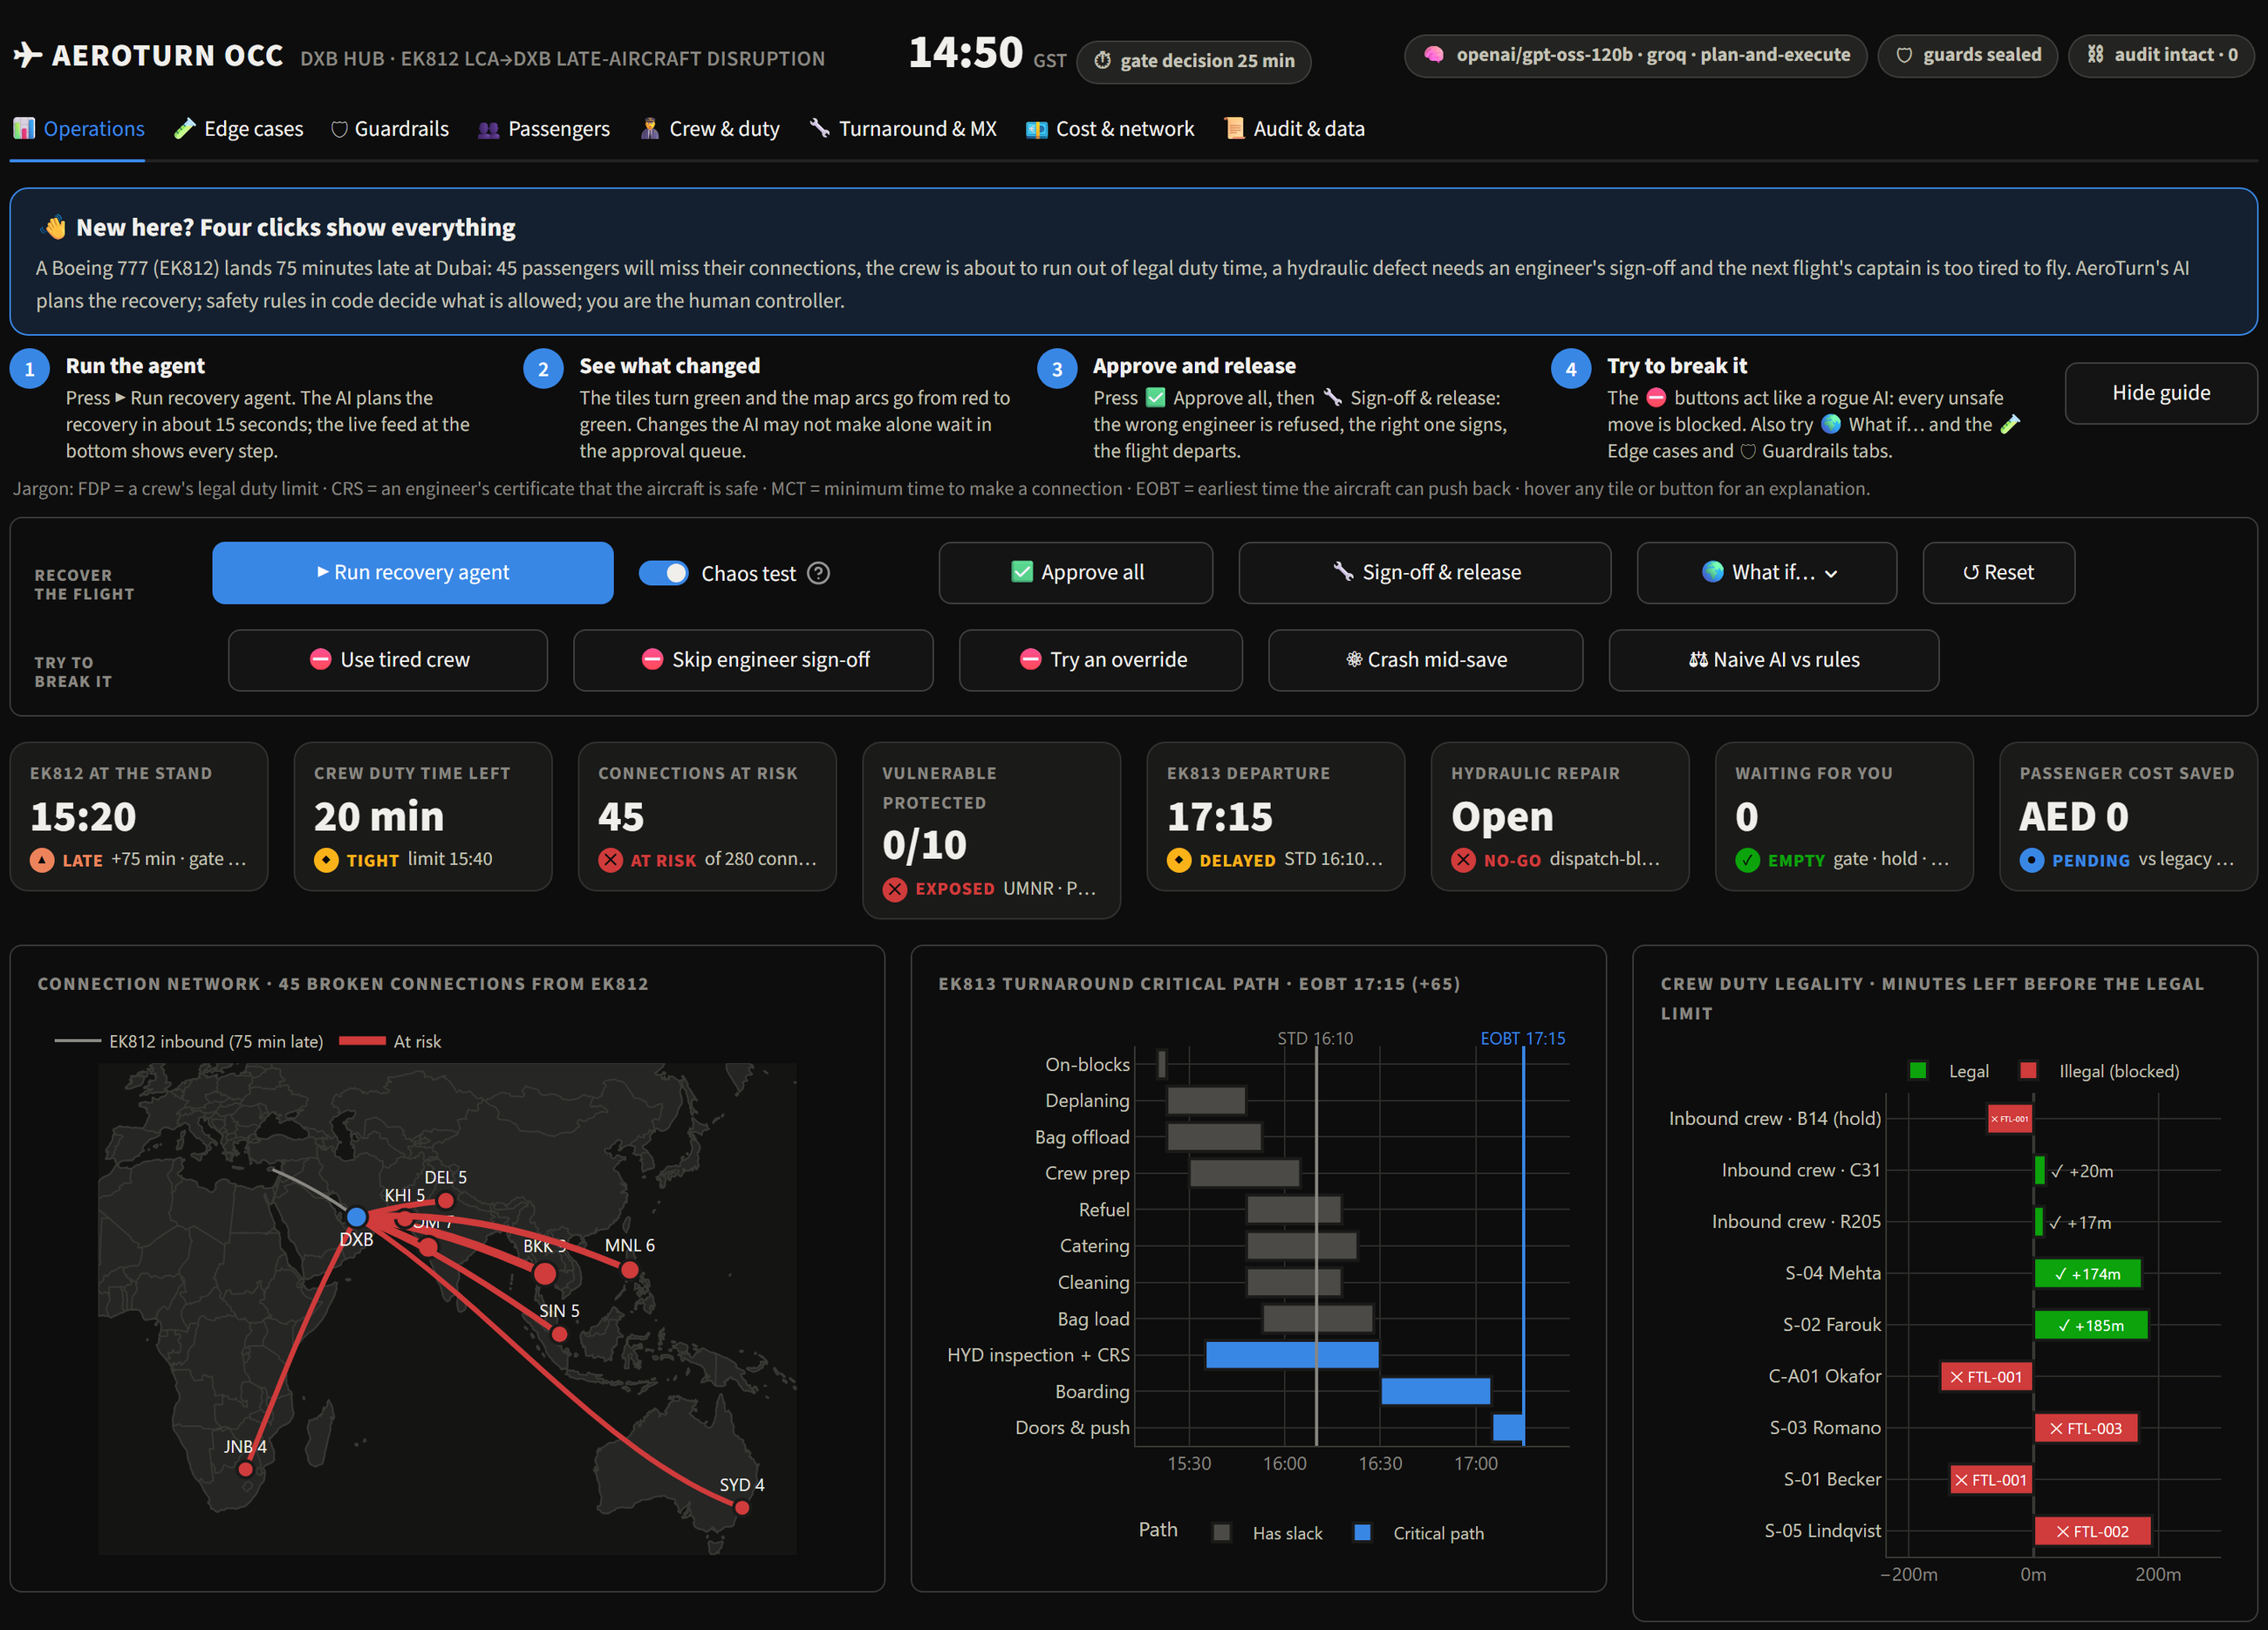 ✈ AEROTURN OCC DXB HUB · EK812 LCA→DXB LATE-AIRCRAFT DISRUPTION
14:50 GST ⏱ gate decision 25 min
🧠 openai/gpt-oss-120b · groq · plan-and-execute
🛡 guards sealed
⛓ audit intact · 0
📊 Operations
🧪 Edge cases
🛡 Guardrails
👥 Passengers
🧑‍✈️ Crew & duty
🔧 Turnaround & MX
💶 Cost & network
📜 Audit & data
👋 New here? Four clicks show everything
A Boeing 777 (EK812) lands 75 minutes late at Dubai: 45 passengers will miss their connections, the crew is about to run out of legal duty time, a hydraulic defect needs an engineer's sign-off and the next flight's captain is too tired to fly. AeroTurn's AI
plans the recovery; safety rules in code decide what is allowed; you are the human controller.
1 Run the agent
Press ▶ Run recovery agent. The AI plans the
recovery in about 15 seconds; the live feed at the
bottom shows every step.
2 See what changed
The tiles turn green and the map arcs go from red to
green. Changes the AI may not make alone wait in
the approval queue.
3 Approve and release
Press ✅ Approve all, then 🔧 Sign-off & release:
the wrong engineer is refused, the right one signs,
the flight departs.
4 Try to break it
The ⛔ buttons act like a rogue AI: every unsafe
move is blocked. Also try 🌍 What if… and the 🧪
Edge cases and 🛡 Guardrails tabs.
Hide guide
Jargon: FDP = a crew's legal duty limit · CRS = an engineer's certificate that the aircraft is safe · MCT = minimum time to make a connection · EOBT = earliest time the aircraft can push back · hover any tile or button for an explanation.
RECOVER
THE FLIGHT
▶ Run recovery agent
Chaos test ?
✅ Approve all
🔧 Sign-off & release
🌍 What if…
↺ Reset
TRY TO
BREAK IT
⛔ Use tired crew
⛔ Skip engineer sign-off
⛔ Try an override
⚛ Crash mid-save
⚖ Naive AI vs rules
EK812 AT THE STAND
15:20
LATE +75 min · gate …
CREW DUTY TIME LEFT
20 min
TIGHT limit 15:40
CONNECTIONS AT RISK
45
AT RISK of 280 conn…
VULNERABLE
PROTECTED
0/10
EXPOSED UMNR · P…
EK813 DEPARTURE
17:15
DELAYED STD 16:10…
HYDRAULIC REPAIR
Open
NO-GO dispatch-bl…
WAITING FOR YOU
0
EMPTY gate · hold · …
PASSENGER COST SAVED
AED 0
PENDING vs legacy …
CONNECTION NETWORK · 45 BROKEN CONNECTIONS FROM EK812
EK812 inbound (75 min late)
At risk
DEL 5
KHI 5
DXB
BKK
MNL 6
SIN 5
JNB 4
SYD 4
EK813 TURNAROUND CRITICAL PATH · EOBT 17:15 (+65)
STD 16:10
EOBT 17:15
On-blocks
Deplaning
Bag offload
Crew prep
Refuel
Catering
Cleaning
Bag load
HYD inspection + CRS
Boarding
Doors & push
15:30 16:00 16:30 17:00
Path Has slack Critical path
CREW DUTY LEGALITY · MINUTES LEFT BEFORE THE LEGAL
LIMIT
Legal Illegal (blocked)
Inbound crew · B14 (hold) ✕ FTL-001
Inbound crew · C31 ✓ +20m
Inbound crew · R205 ✓ +17m
S-04 Mehta ✓ +174m
S-02 Farouk ✓ +185m
C-A01 Okafor ✕ FTL-001
S-03 Romano ✕ FTL-003
S-01 Becker ✕ FTL-001
S-05 Lindqvist ✕ FTL-002
−200m 0m 200m